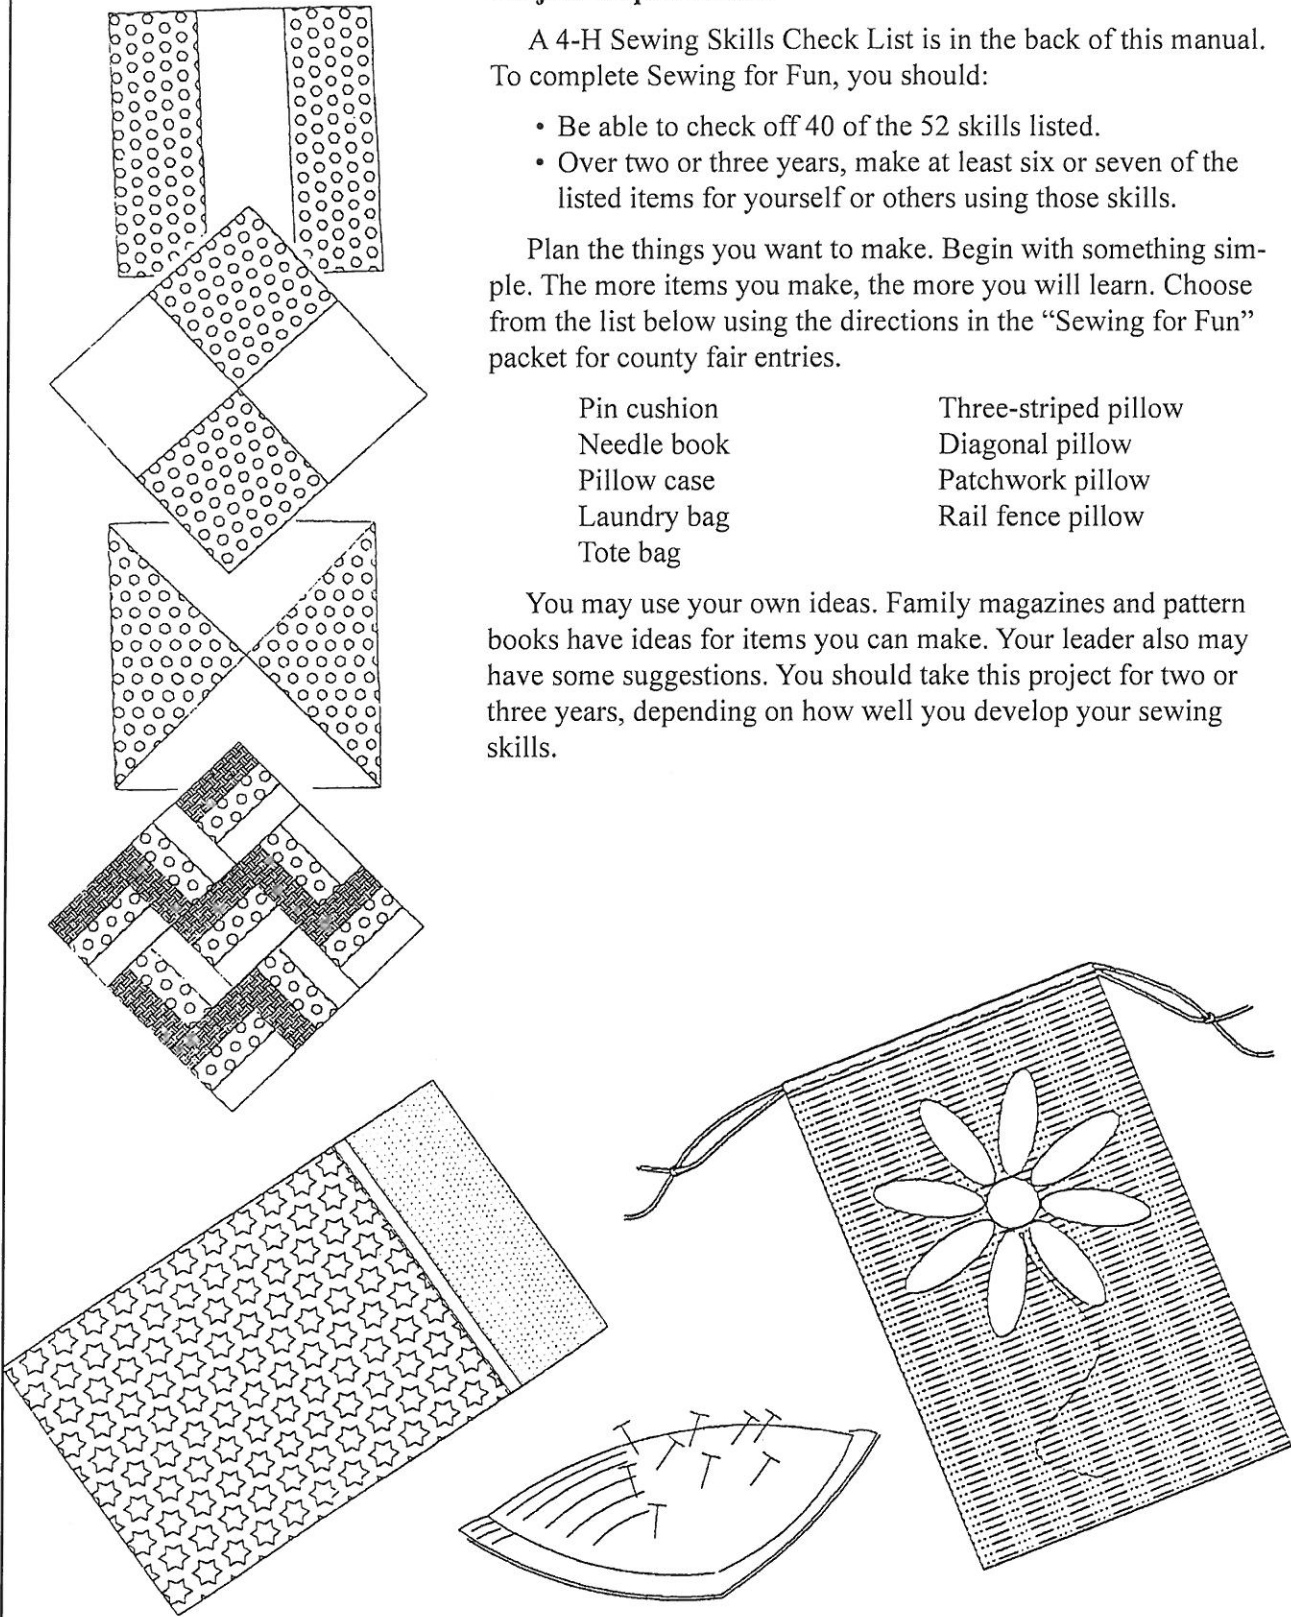 A 4-H Sewing Skills Check List is in the back of this manual.
To complete Sewing for Fun, you should:
• Be able to check off 40 of the 52 skills listed.
• Over two or three years, make at least six or seven of the
listed items for yourself or others using those skills.
Plan the things you want to make. Begin with something sim-
ple. The more items you make, the more you will learn. Choose
from the list below using the directions in the “Sewing for Fun”
packet for county fair entries.
Pin cushion
Needle book
Pillow case
Laundry bag
Tote bag
Three-striped pillow
Diagonal pillow
Patchwork pillow
Rail fence pillow
You may use your own ideas. Family magazines and pattern
books have ideas for items you can make. Your leader also may
have some suggestions. You should take this project for two or
three years, depending on how well you develop your sewing
skills.